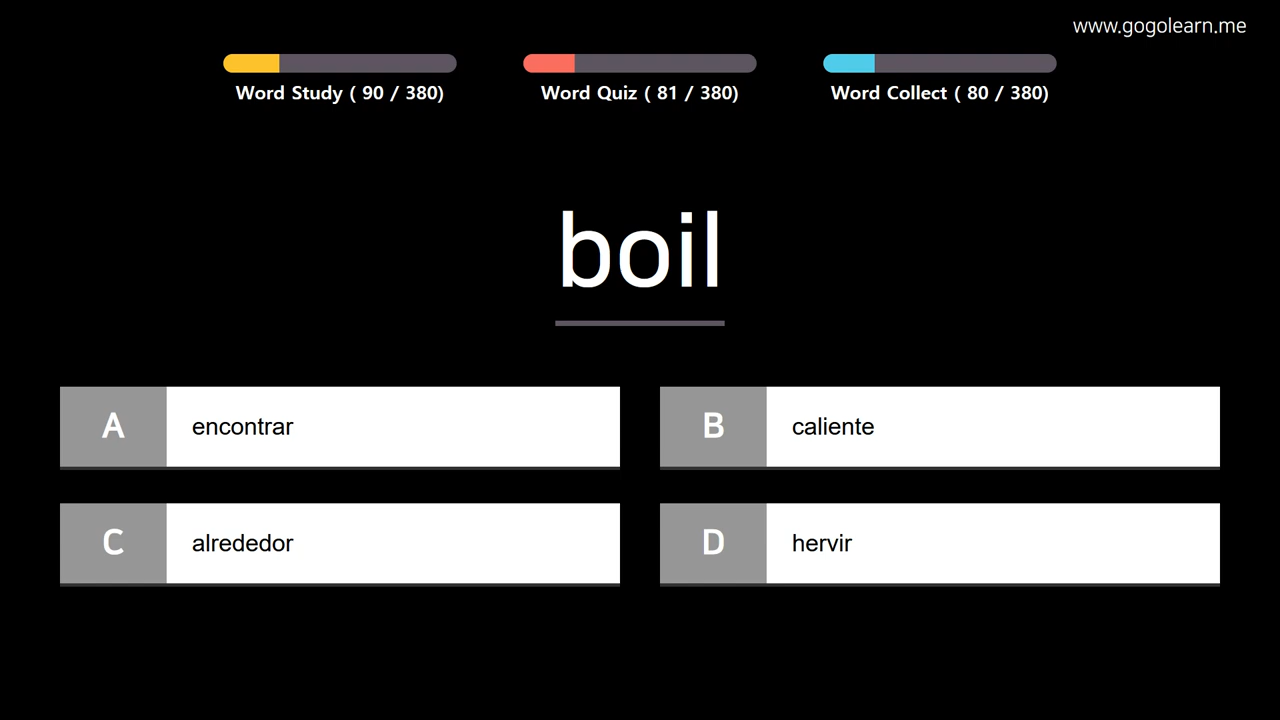 www.gogolearn.me
Word Study ( 90 / 380)
Word Quiz ( 81 / 380)
Word Collect ( 80 / 380)
boil
A encontrar
B caliente
C alrededor
D hervir